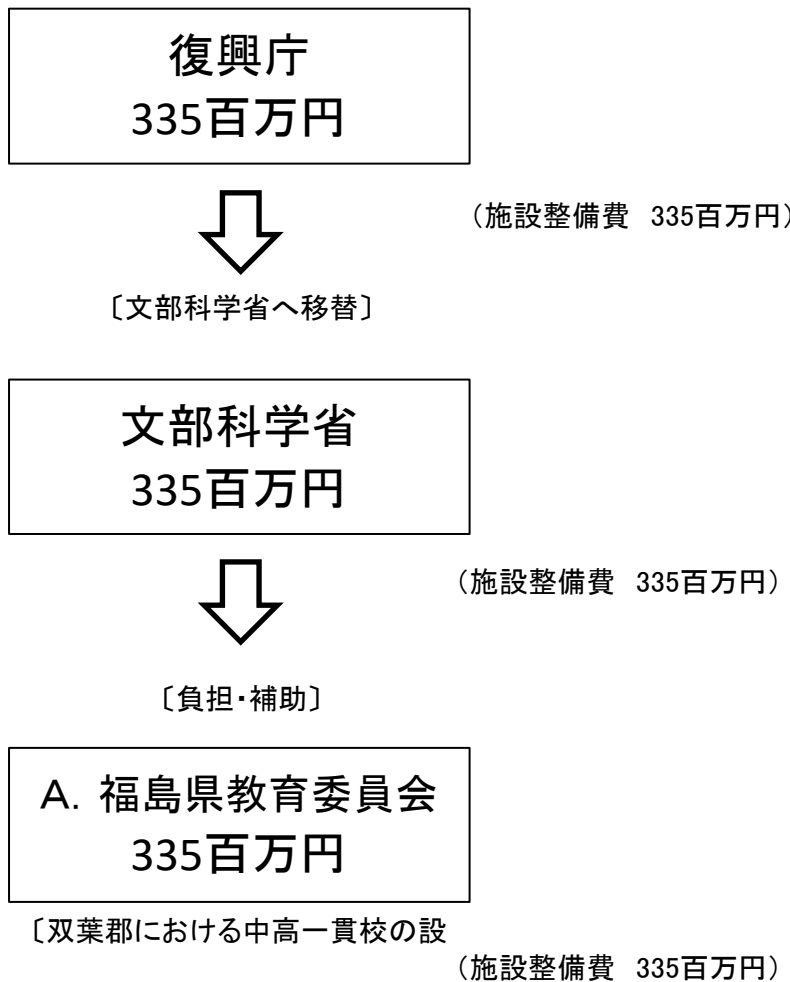 復興庁
335百万円
（施設整備費　335百万円）
〔文部科学省へ移替〕
文部科学省
335百万円
（施設整備費　335百万円）
〔負担・補助〕
A. 福島県教育委員会
335百万円
〔双葉郡における中高一貫校の設
（施設整備費　335百万円）